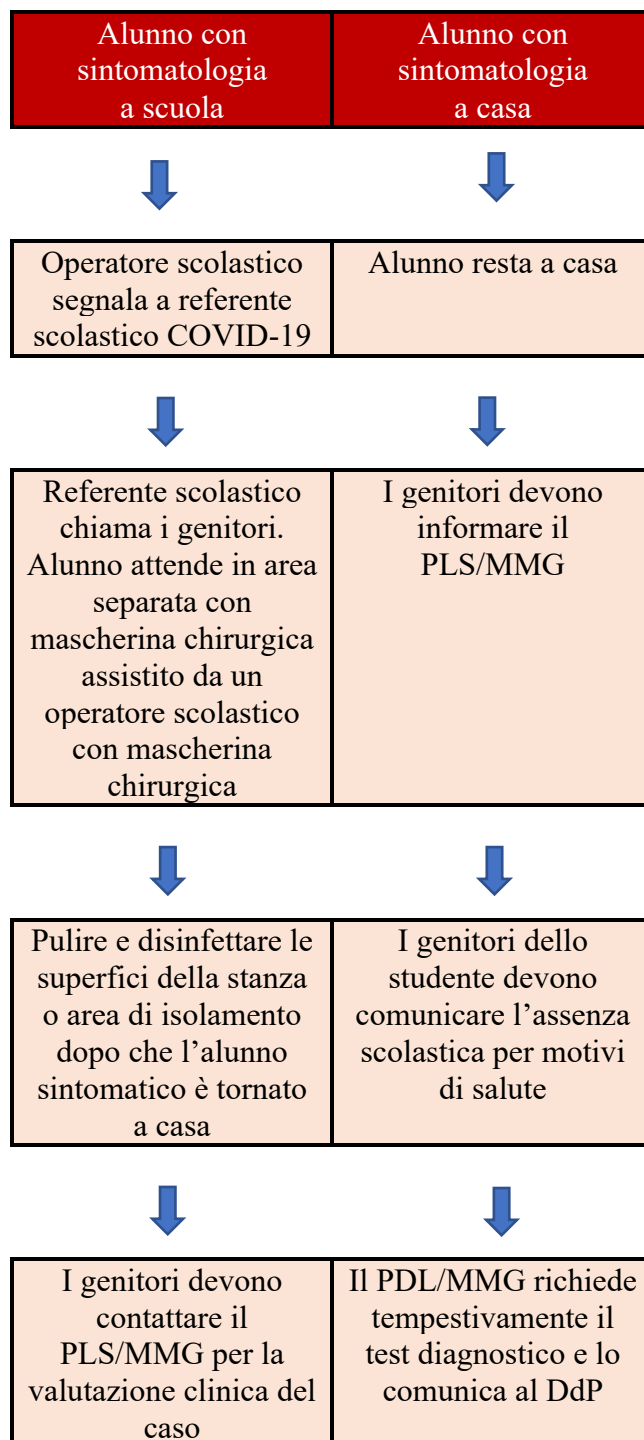 Alunno con
sintomatologia
a scuola
Alunno con
sintomatologia
a casa
Operatore scolastico
segnala a referente
scolastico COVID-19
Alunno resta a casa
Referente scolastico
chiama i genitori.
Alunno attende in area
separata con
mascherina chirurgica
assistito da un
operatore scolastico
con mascherina
chirurgica
I genitori devono
informare il
PLS/MMG
Pulire e disinfettare le
superfici della stanza
o area di isolamento
dopo che l’alunno
sintomatico è tornato
a casa
I genitori dello
studente devono
comunicare l’assenza
scolastica per motivi
di salute
I genitori devono
contattare il
PLS/MMG per la
valutazione clinica del
caso
Il PDL/MMG richiede
tempestivamente il
test diagnostico e lo
comunica al DdP